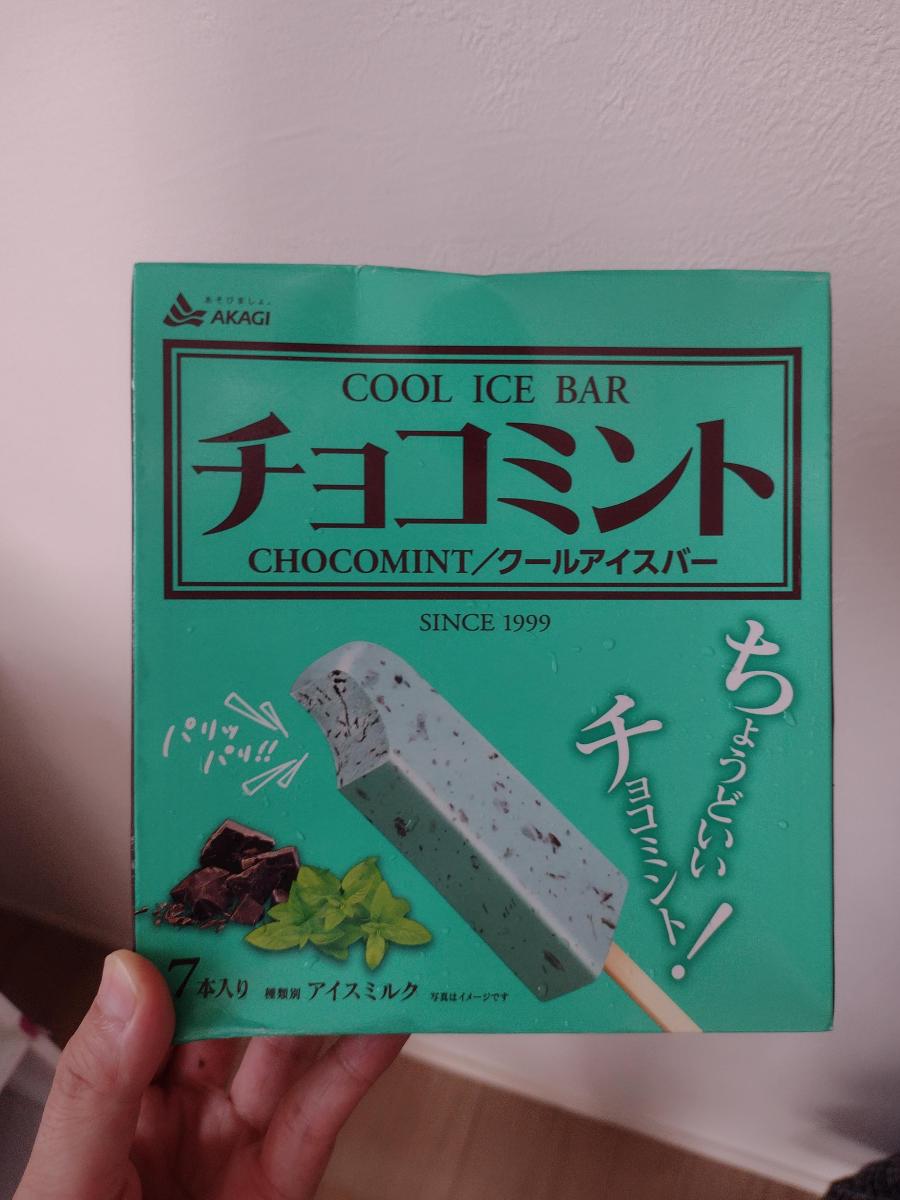 あそびましょ。
AKAGI
COOL ICE BAR
チョコミント
CHOCOMINT/クールアイスバー
SINCE 1999
ちょうどいい
チョコミント!
パリッ
パリ!!
7本入り 種類別 アイスミルク 写真はイメージです